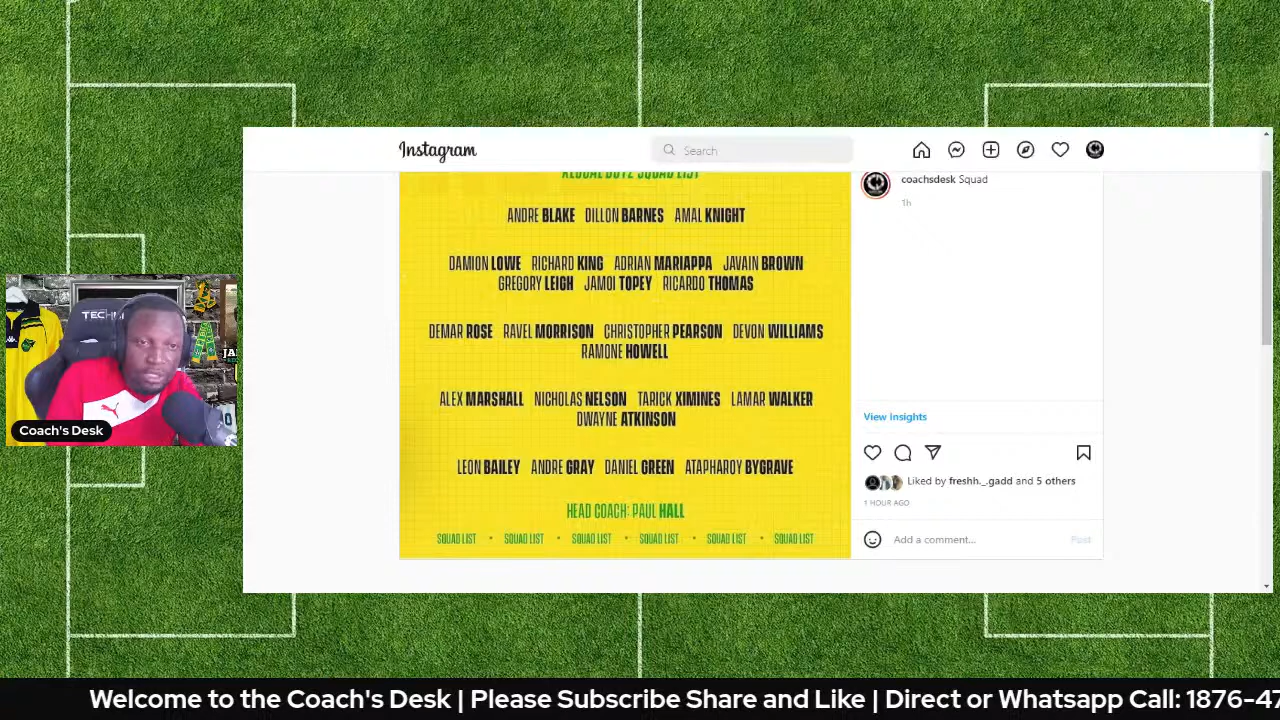 Instagram
Search
REGGAE BOYZ SQUAD LIST
ANDRE BLAKE DILLON BARNES AMAL KNIGHT
DAMION LOWE RICHARD KING ADRIAN MARIAPPA JAVAIN BROWN
GREGORY LEIGH JAMOI TOPEY RICARDO THOMAS
DEMAR ROSE RAVEL MORRISON CHRISTOPHER PEARSON DEVON WILLIAMS
RAMONE HOWELL
ALEX MARSHALL NICHOLAS NELSON TARICK XIMINES LAMAR WALKER
DWAYNE ATKINSON
LEON BAILEY ANDRE GRAY DANIEL GREEN ATAPHAROY BYGRAVE
HEAD COACH: PAUL HALL
SQUAD LIST • SQUAD LIST • SQUAD LIST • SQUAD LIST • SQUAD LIST • SQUAD LIST
coachsdesk Squad
1h
View Insights
Liked by freshh._.gadd and 5 others
1 HOUR AGO
Add a comment... Post
TECHNI
JA
Coach's Desk
Welcome to the Coach's Desk | Please Subscribe Share and Like | Direct or Whatsapp Call: 1876-47